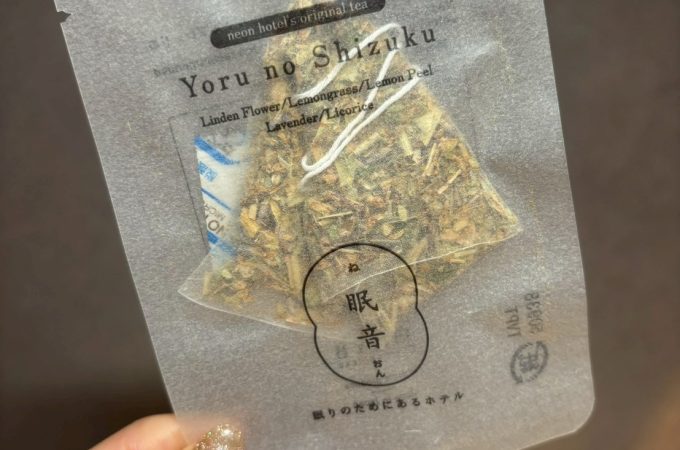 neon hotel's original tea
Yoru no Shizuku
Linden Flower/Lemongrass/Lemon Peel
Lavender/Licorice
ね
眠
音
おん
眠りのためにあるホテル